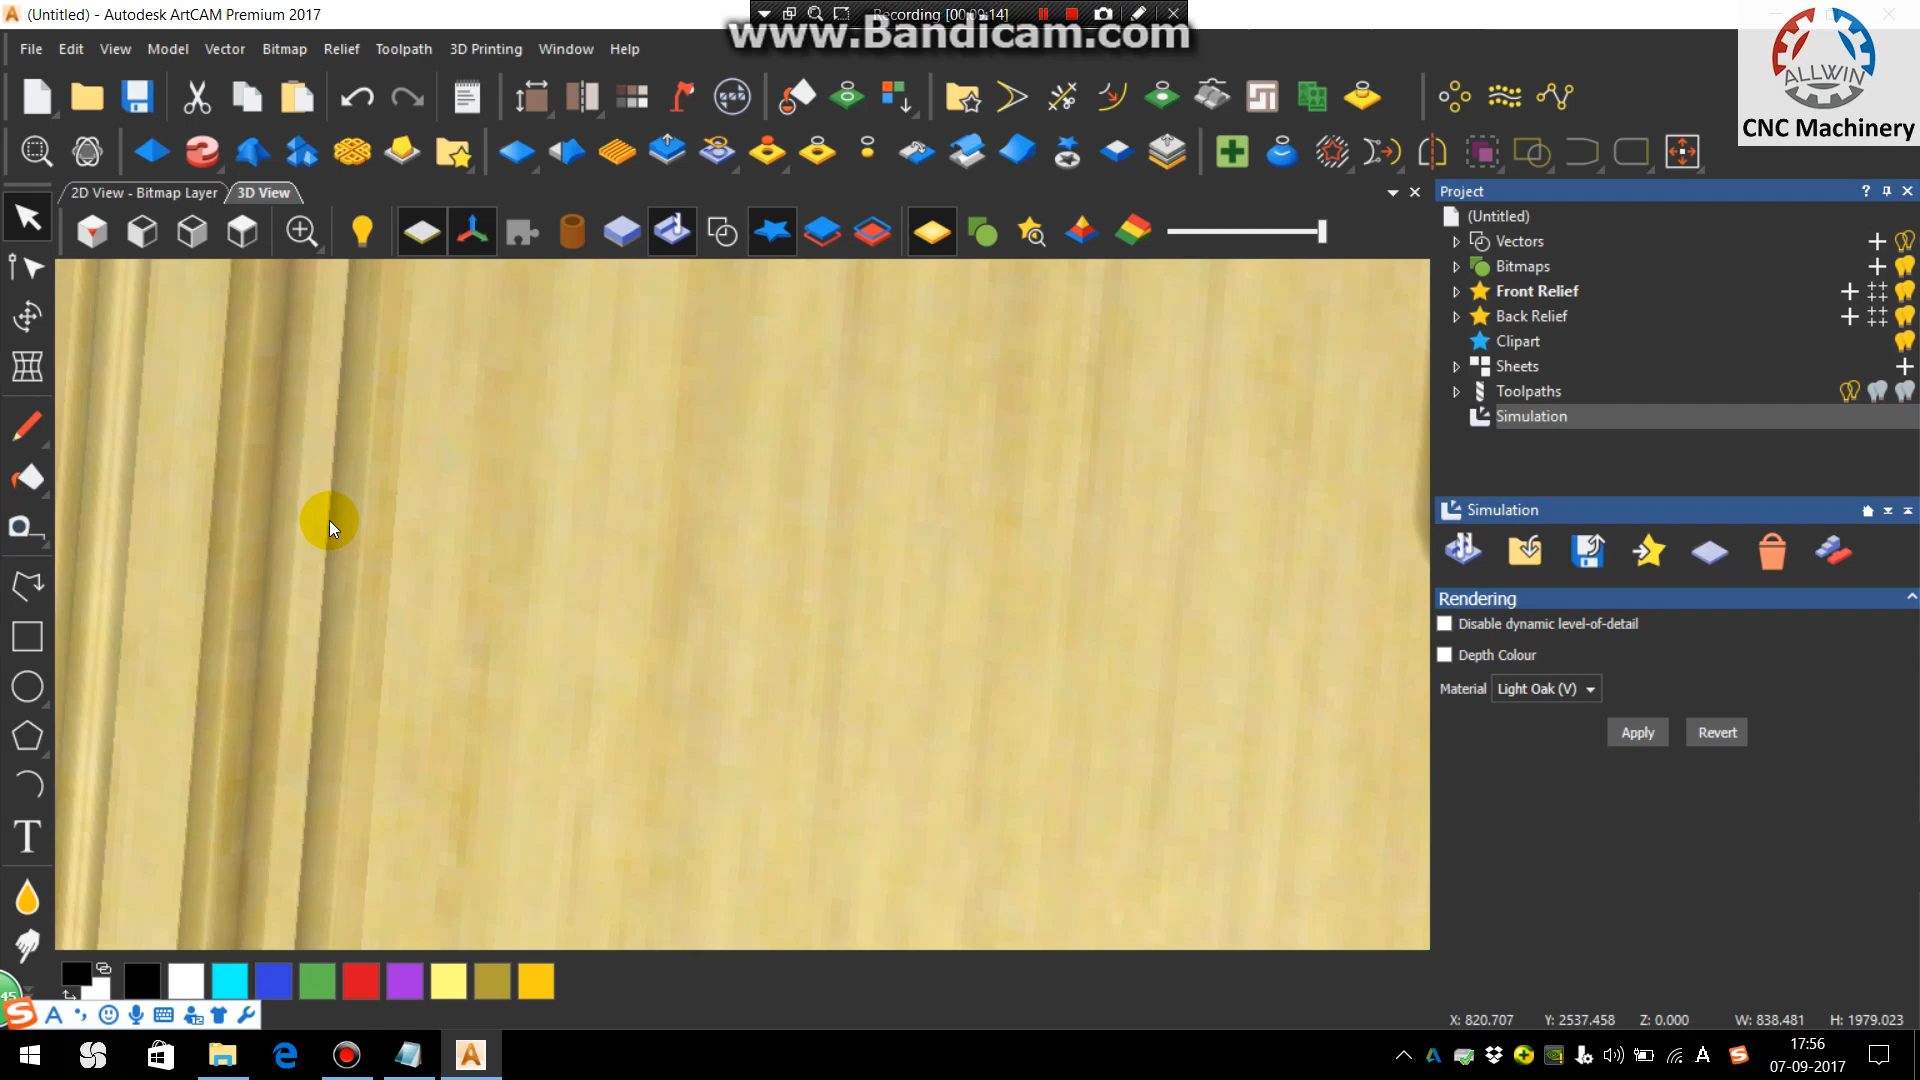 (Untitled) - Autodesk ArtCAM Premium 2017
Recording [00:09:14]
www.Bandicam.com
File Edit View Model Vector Bitmap Relief Toolpath 3D Printing Window Help
ALLWIN
CNC Machinery
2D View - Bitmap Layer
3D View
Project
(Untitled)
Vectors
Bitmaps
Front Relief
Back Relief
Clipart
Sheets
Toolpaths
Simulation
Simulation
Rendering
Disable dynamic level-of-detail
Depth Colour
Material Light Oak (V)
Apply Revert
45
X: 820.707 Y: 2537.458 Z: 0.000 W: 838.481 H: 1979.023
17:56
07-09-2017